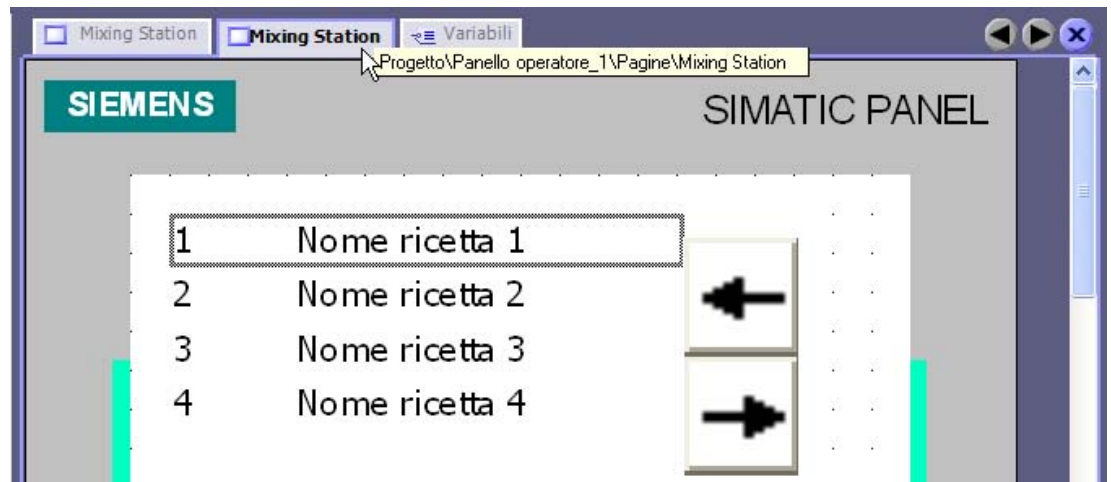 Mixing Station Mixing Station Variabili
Progetto\Panello operatore_1\Pagine\Mixing Station
SIEMENS SIMATIC PANEL
1 Nome ricetta 1
2 Nome ricetta 2
3 Nome ricetta 3
4 Nome ricetta 4